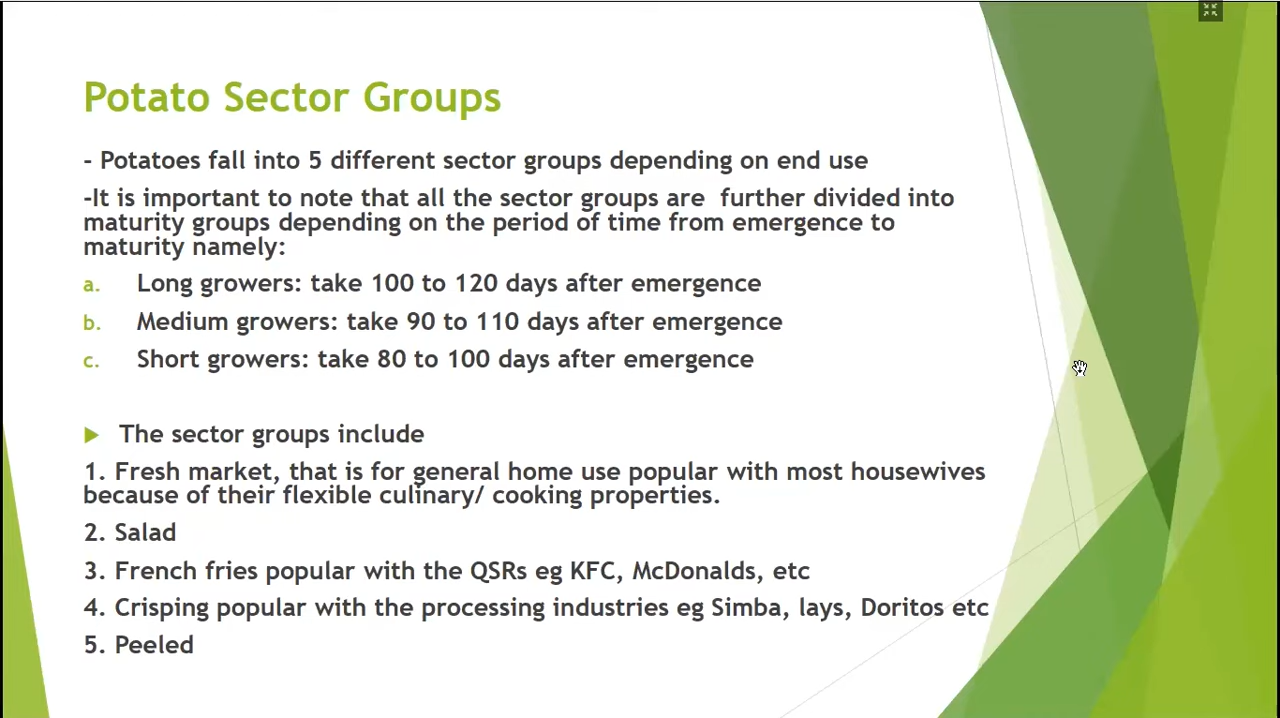 Potato Sector Groups
- Potatoes fall into 5 different sector groups depending on end use
-It is important to note that all the sector groups are  further divided into
maturity groups depending on the period of time from emergence to
maturity namely:
a. Long growers: take 100 to 120 days after emergence
b. Medium growers: take 90 to 110 days after emergence
c. Short growers: take 80 to 100 days after emergence
The sector groups include
1. Fresh market, that is for general home use popular with most housewives
because of their flexible culinary/ cooking properties.
2. Salad
3. French fries popular with the QSRs eg KFC, McDonalds, etc
4. Crisping popular with the processing industries eg Simba, lays, Doritos etc
5. Peeled